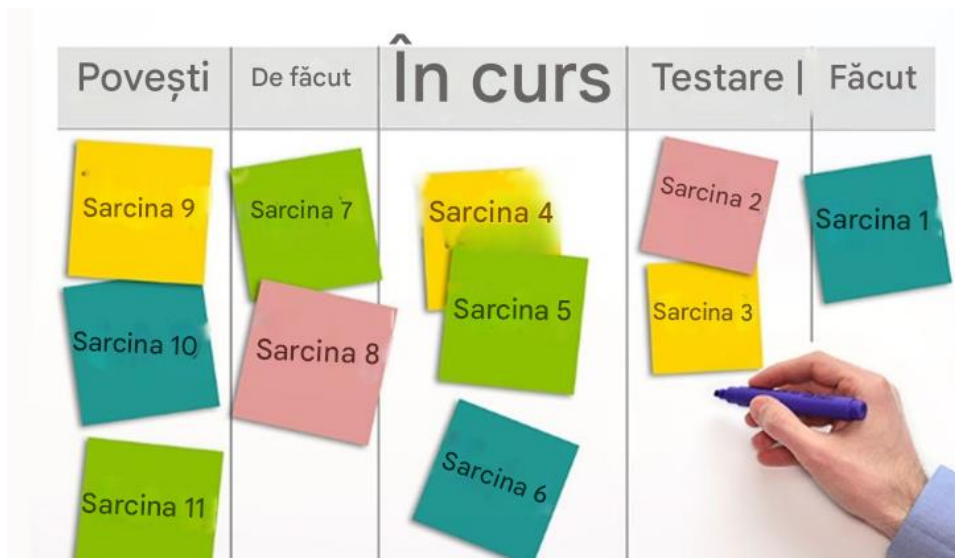 Povești
De făcut
În curs
Testare |
Făcut
Sarcina 9
Sarcina 7
Sarcina 4
Sarcina 2
Sarcina 1
Sarcina 10
Sarcina 8
Sarcina 5
Sarcina 3
Sarcina 11
Sarcina 6